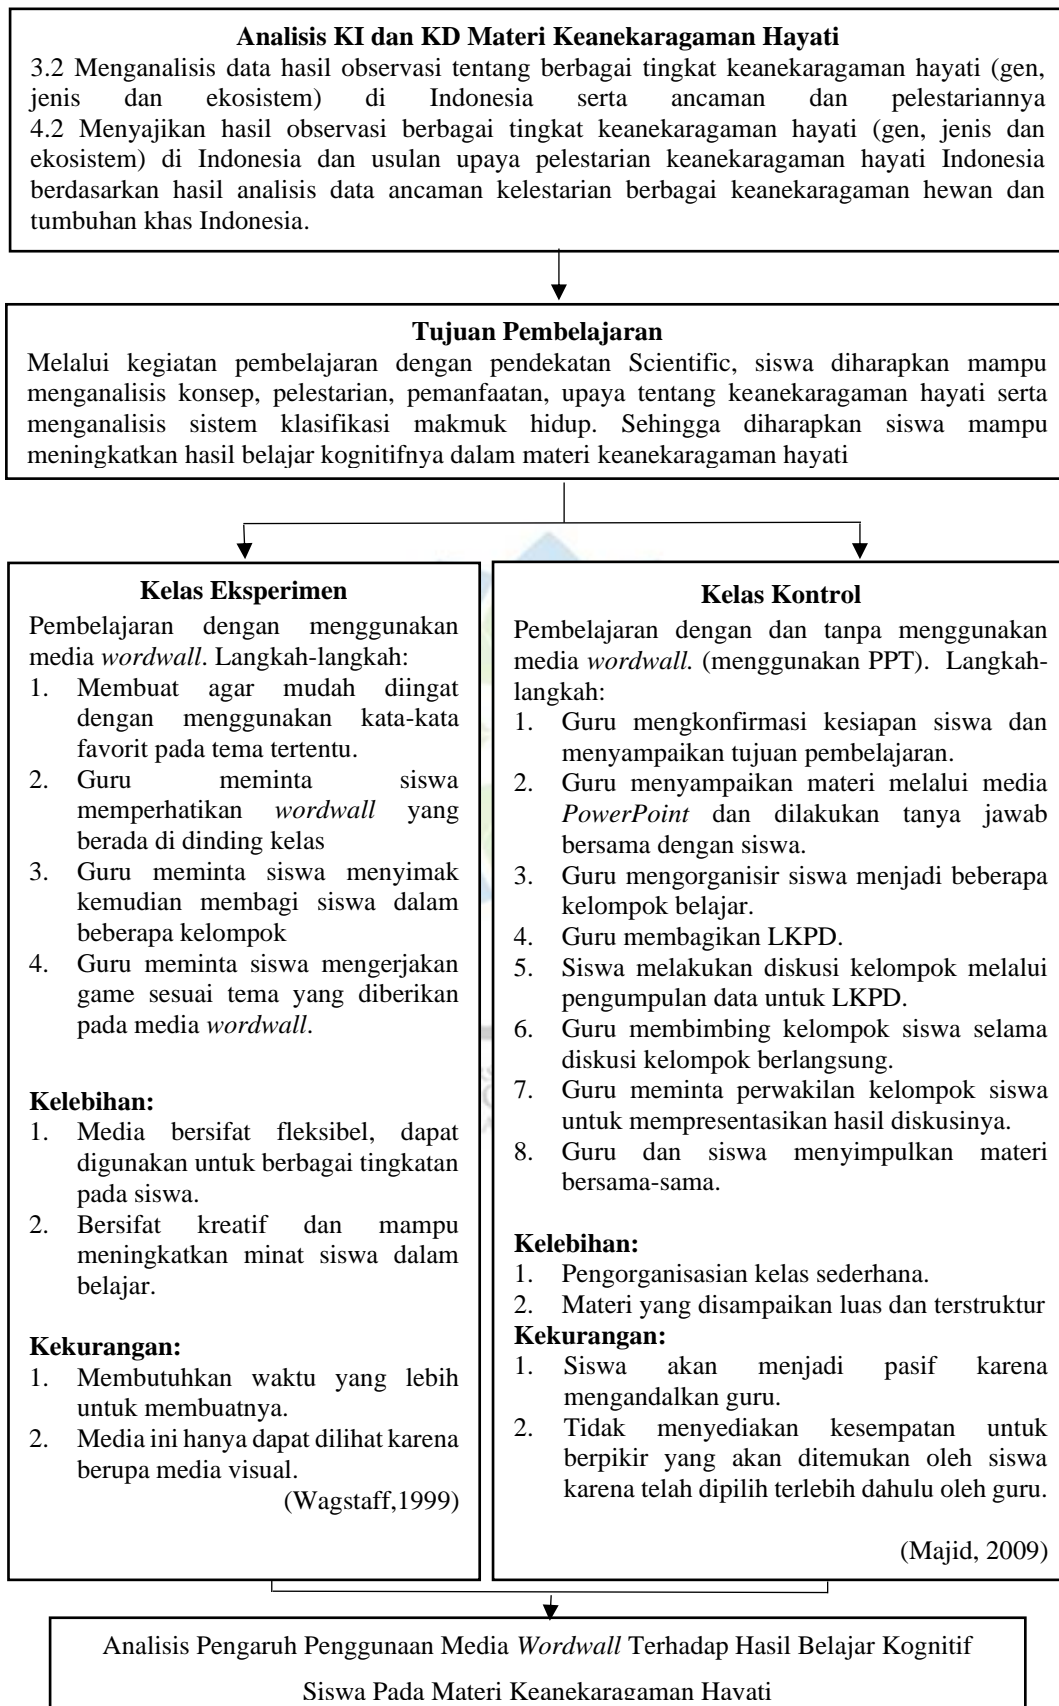 Analisis KI dan KD Materi Keanekaragaman Hayati
3.2 Menganalisis data hasil observasi tentang berbagai tingkat keanekaragaman hayati (gen,
jenis dan ekosistem) di Indonesia serta ancaman dan pelestariannya
4.2 Menyajikan hasil observasi berbagai tingkat keanekaragaman hayati (gen, jenis dan
ekosistem) di Indonesia dan usulan upaya pelestarian keanekaragaman hayati Indonesia
berdasarkan hasil analisis data ancaman kelestarian berbagai keanekaragaman hewan dan
tumbuhan khas Indonesia.
Tujuan Pembelajaran
Melalui kegiatan pembelajaran dengan pendekatan Scientific, siswa diharapkan mampu
menganalisis konsep, pelestarian, pemanfaatan, upaya tentang keanekaragaman hayati serta
menganalisis sistem klasifikasi makmuk hidup. Sehingga diharapkan siswa mampu
meningkatkan hasil belajar kognitifnya dalam materi keanekaragaman hayati
Kelas Eksperimen
Pembelajaran dengan menggunakan
media wordwall. Langkah-langkah:
1. Membuat agar mudah diingat
dengan menggunakan kata-kata
favorit pada tema tertentu.
2. Guru meminta siswa
memperhatikan wordwall yang
berada di dinding kelas
3. Guru meminta siswa menyimak
kemudian membagi siswa dalam
beberapa kelompok
4. Guru meminta siswa mengerjakan
game sesuai tema yang diberikan
pada media wordwall.
Kelebihan:
1. Media bersifat fleksibel, dapat
digunakan untuk berbagai tingkatan
pada siswa.
2. Bersifat kreatif dan mampu
meningkatkan minat siswa dalam
belajar.
Kekurangan:
1. Membutuhkan waktu yang lebih
untuk membuatnya.
2. Media ini hanya dapat dilihat karena
berupa media visual.
(Wagstaff,1999)
Kelas Kontrol
Pembelajaran dengan dan tanpa menggunakan
media wordwall. (menggunakan PPT). Langkah-
langkah:
1. Guru mengkonfirmasi kesiapan siswa dan
menyampaikan tujuan pembelajaran.
2. Guru menyampaikan materi melalui media
PowerPoint dan dilakukan tanya jawab
bersama dengan siswa.
3. Guru mengorganisir siswa menjadi beberapa
kelompok belajar.
4. Guru membagikan LKPD.
5. Siswa melakukan diskusi kelompok melalui
pengumpulan data untuk LKPD.
6. Guru membimbing kelompok siswa selama
diskusi kelompok berlangsung.
7. Guru meminta perwakilan kelompok siswa
untuk mempresentasikan hasil diskusinya.
8. Guru dan siswa menyimpulkan materi
bersama-sama.
Kelebihan:
1. Pengorganisasian kelas sederhana.
2. Materi yang disampaikan luas dan terstruktur
Kekurangan:
1. Siswa akan menjadi pasif karena
mengandalkan guru.
2. Tidak menyediakan kesempatan untuk
berpikir yang akan ditemukan oleh siswa
karena telah dipilih terlebih dahulu oleh guru.
(Majid, 2009)
Analisis Pengaruh Penggunaan Media Wordwall Terhadap Hasil Belajar Kognitif
Siswa Pada Materi Keanekaragaman Hayati